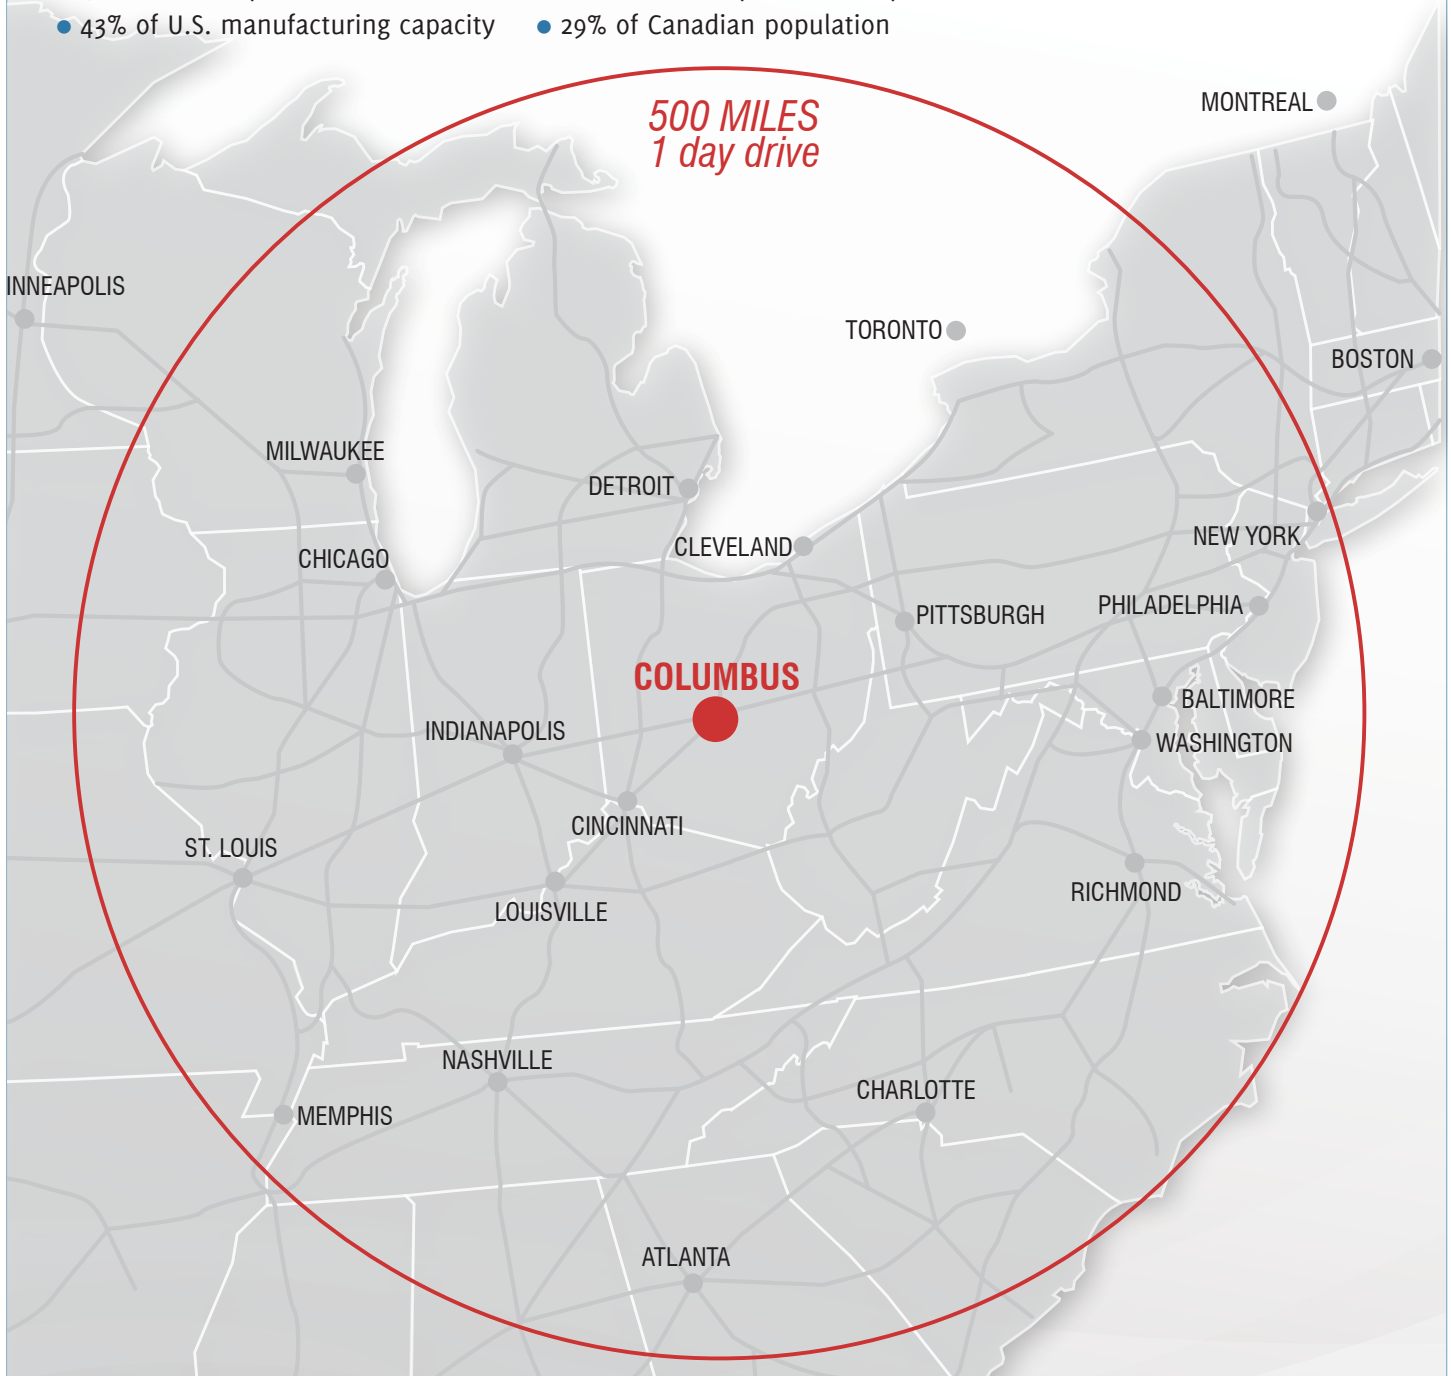 43% of U.S. manufacturing capacity
29% of Canadian population
500 MILES
1 day drive
MONTREAL
INNEAPOLIS
TORONTO
BOSTON
MILWAUKEE
DETROIT
NEW YORK
CLEVELAND
CHICAGO
PITTSBURGH
PHILADELPHIA
COLUMBUS
BALTIMORE
INDIANAPOLIS
WASHINGTON
CINCINNATI
ST. LOUIS
RICHMOND
LOUISVILLE
NASHVILLE
CHARLOTTE
MEMPHIS
ATLANTA